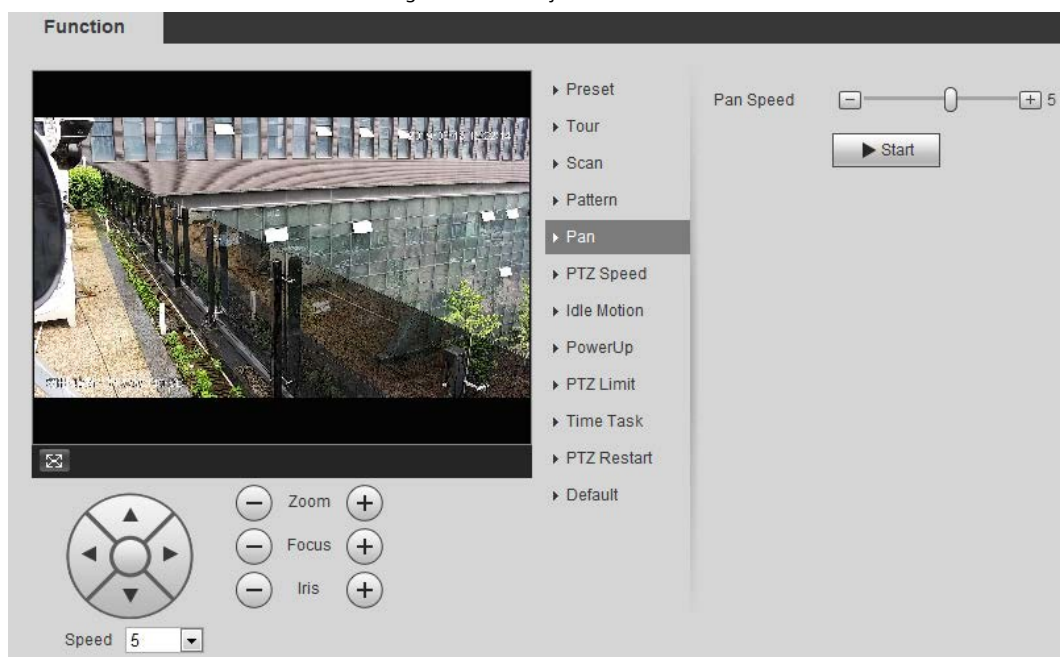 Function
Preset
Tour
Scan
Pattern
Pan
PTZ Speed
Idle Motion
PowerUp
PTZ Limit
Time Task
PTZ Restart
Default
Pan Speed
5
Start
Zoom
Focus
Iris
Speed 5